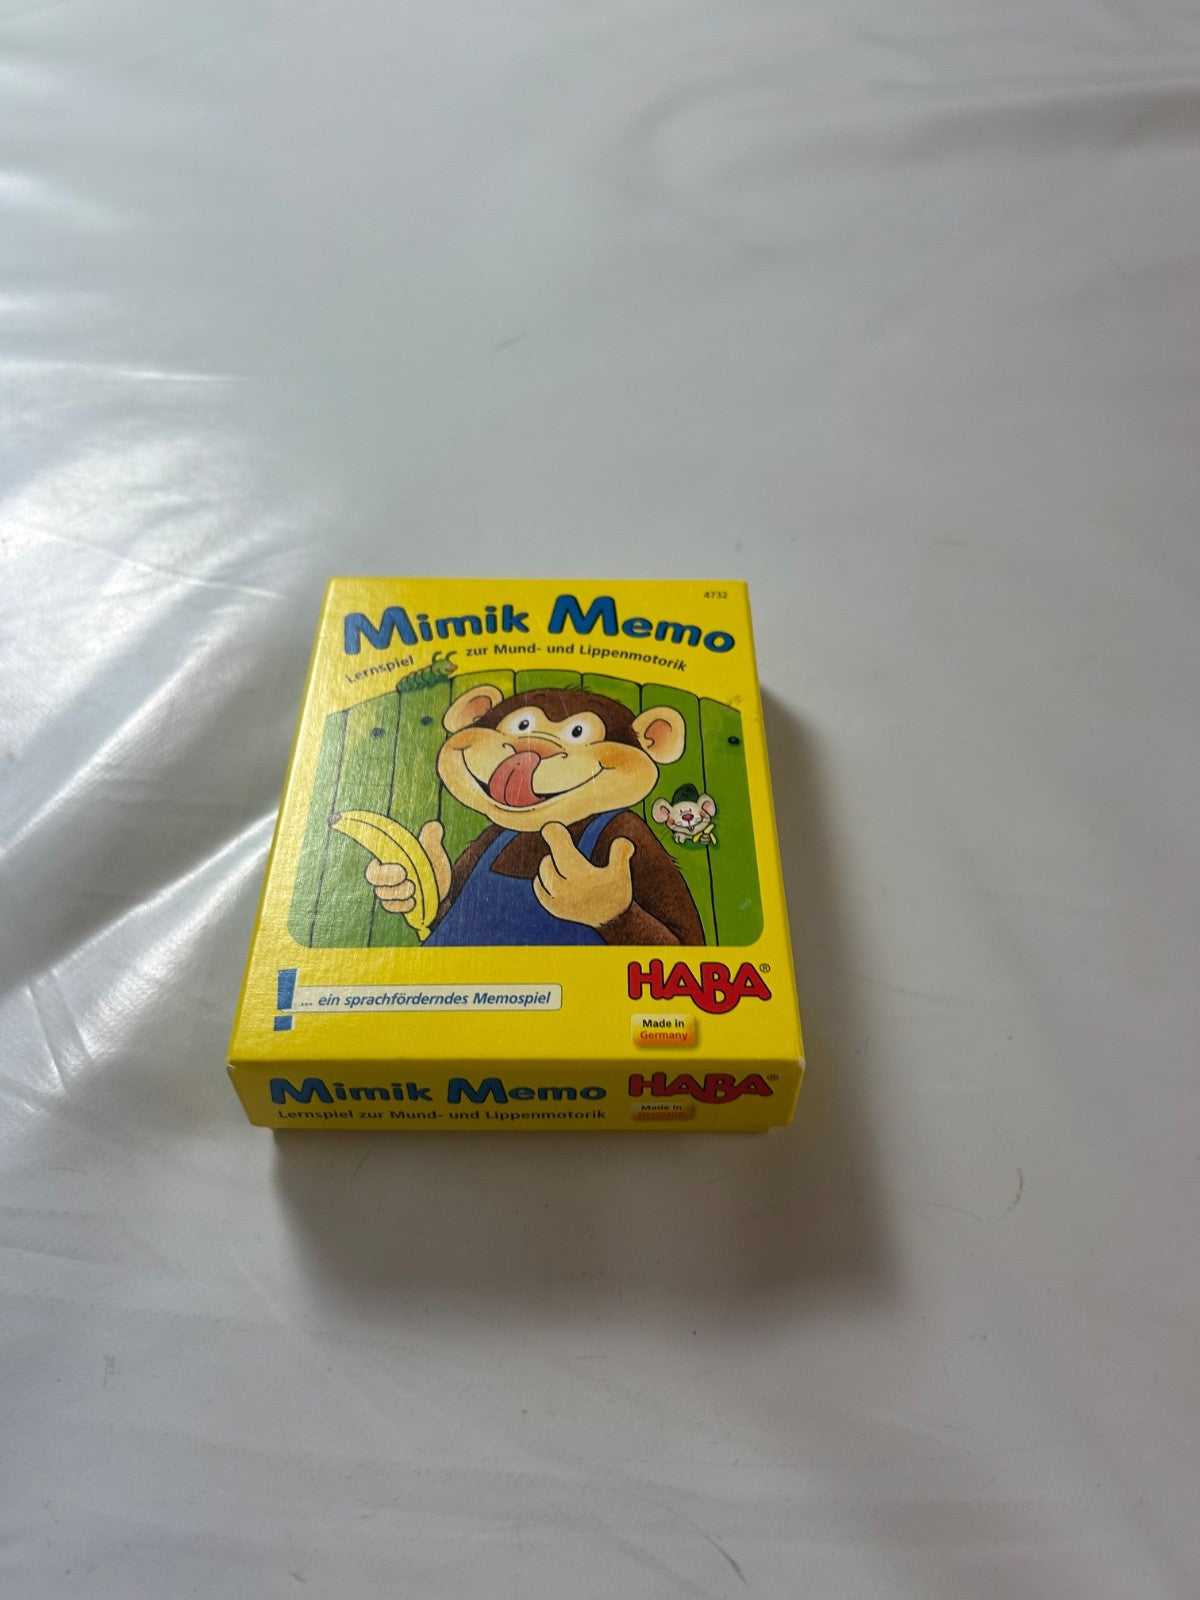 4732
Mimik Memo
Lernspiel zur Mund- und Lippenmotorik
... ein sprachförderndes Memospiel
HABA®
Made in
Germany
Mimik Memo
Lernspiel zur Mund- und Lippenmotorik
HABA®
Made in
Germany